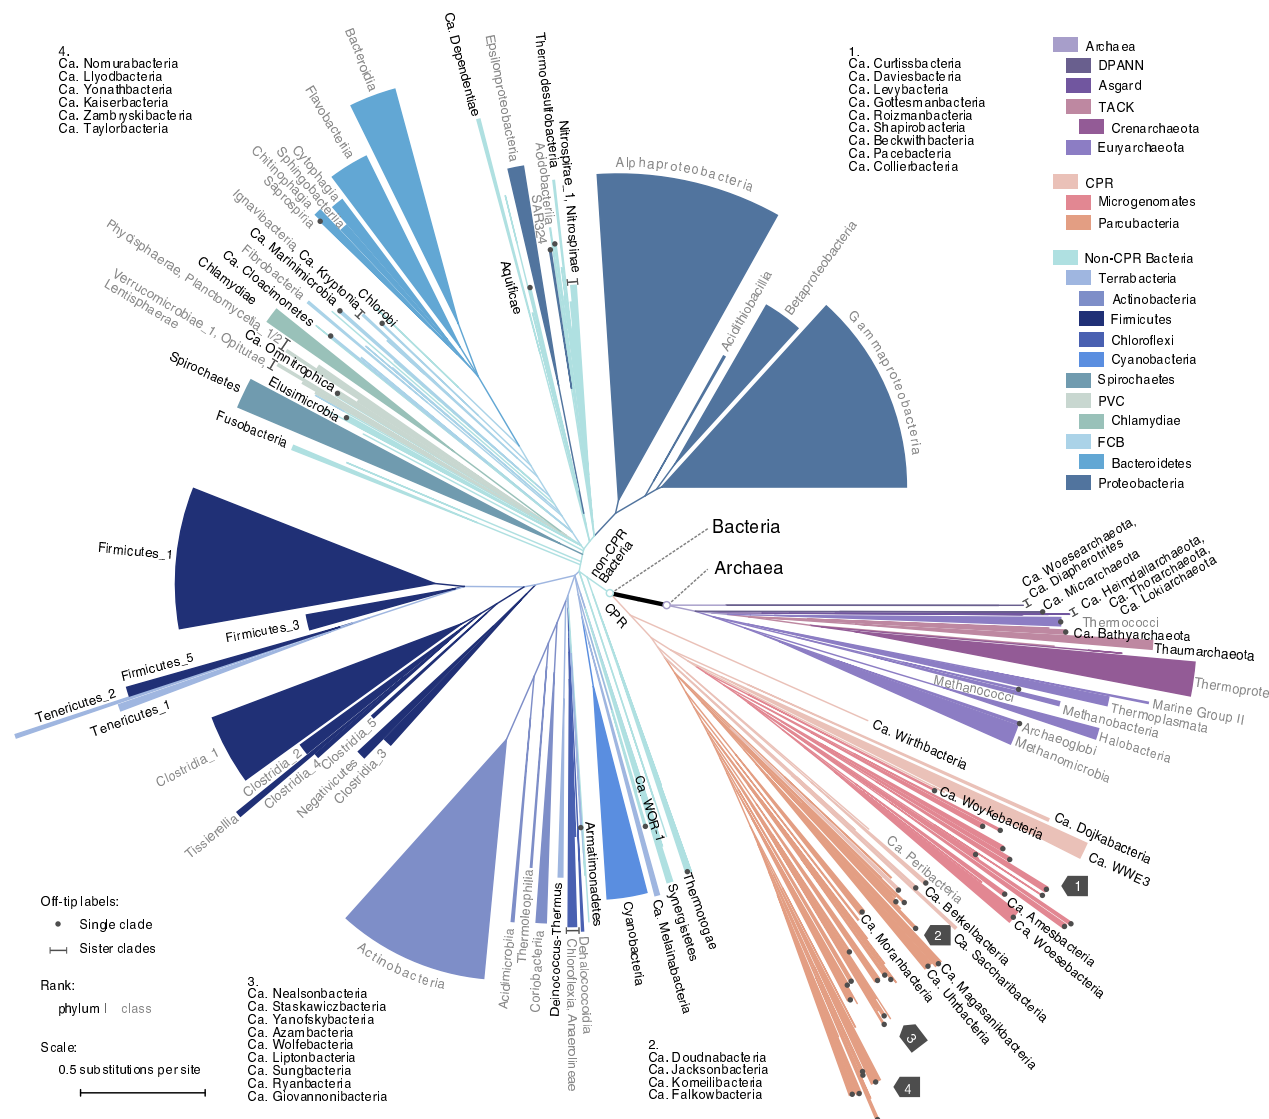 4.
Ca. Nomurabacteria
Ca. Llyodbacteria
Ca. Yonathbacteria
Ca. Kaiserbacteria
Ca. Zambryskibacteria
Ca. Taylorbacteria
1.
Ca. Curtissbacteria
Ca. Daviesbacteria
Ca. Levybacteria
Ca. Gottesmanbacteria
Ca. Roizmanbacteria
Ca. Shapirobacteria
Ca. Beckwithbacteria
Ca. Pacebacteria
Ca. Collierbacteria
Archaea
DPANN
Asgard
TACK
Crenarchaeota
Euryarchaeota
CPR
Microgenomates
Parcubacteria
Non-CPR Bacteria
Terrabacteria
Actinobacteria
Firmicutes
Chloroflexi
Cyanobacteria
Spirochaetes
PVC
Chlamydiae
FCB
Bacteroidetes
Proteobacteria
Bacteroidia
Flavobacteriia
Cytophagia
Sphingobacteriia
Chitinophagia
Saprospiria
Ignavibacteria, Ca. Kryptonia
Chlorobi
Ca. Marinimicrobia
Fibrobacteria
Ca. Cloacimonetes
Chlamydiae
Phycisphaerae, Planctomycetia_1/2
Verrucomicrobiae_1, Opitutae,
Lentisphaerae
Ca. Omnitrophica
Spirochaetes
Elusimicrobia
Fusobacteria
Ca. Dependentiae
Aquificae
Epsilonproteobacteria
Thermodesulfobacteria
Acidobacteriia
SAR324
Nitrospirae_1, Nitrospinae
Alphaproteobacteria
Acidithiobacillia
Betaproteobacteria
Gammaproteobacteria
non-CPR
Bacteria
Bacteria
Archaea
CPR
Ca. Woesearchaeota,
Ca. Diapherotrites
Ca. Micrarchaeota
Ca. Heimdallarchaeota,
Ca. Thorarchaeota,
Ca. Lokiarchaeota
Thermococci
Ca. Bathyarchaeota
Thaumarchaeota
Thermoprote
Marine Group II
Thermoplasmata
Methanococci
Methanobacteria
Halobacteria
Archaeoglobi
Methanomicrobia
Ca. Wirthbacteria
Ca. Dojkabacteria
Ca. WWE3
Ca. Woykebacteria
1
Ca. Amesbacteria
Ca. Woesebacteria
Ca. Peribacteria
Ca. Berkelbacteria
2
Ca. Saccharibacteria
Ca. Magasanikbacteria
Ca. Uhrbacteria
Ca. Moranbacteria
3
4
Firmicutes_1
Firmicutes_3
Firmicutes_5
Tenericutes_2
Tenericutes_1
Clostridia_1
Clostridia_2
Clostridia_4
Clostridia_5
Tissierellia
Negativicutes
Clostridia_3
Actinobacteria
Acidimicrobiia
Thermoleophilia
Coriobacteriia
Deinococcus-Thermus
Chloroflexia, Anaerolineae
Dehalococcoidia
Armatimonadetes
Cyanobacteria
Ca. Melainabacteria
Ca. WOR-1
Synergistetes
Thermotogae
Off-tip labels:
Single clade
Sister clades
Rank:
phylum | class
Scale:
0.5 substitutions per site
3.
Ca. Nealsonbacteria
Ca. Staskawiczbacteria
Ca. Yanofskybacteria
Ca. Azambacteria
Ca. Wolfebacteria
Ca. Liptonbacteria
Ca. Sungbacteria
Ca. Ryanbacteria
Ca. Giovannonibacteria
2.
Ca. Doudnabacteria
Ca. Jacksonbacteria
Ca. Komeilibacteria
Ca. Falkowbacteria